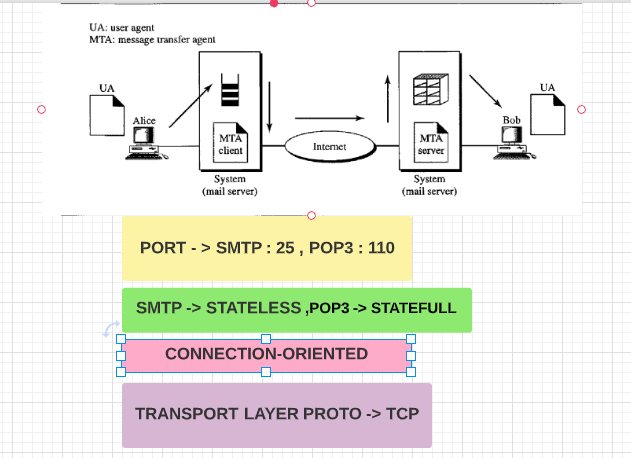 UA: user agent
MTA: message transfer agent
UA
UA
Alice
Bob
MTA
client
Internet
MTA
server
System
(mail server)
System
(mail server)
PORT - > SMTP : 25 , POP3 : 110
SMTP -> STATELESS ,POP3 -> STATEFULL
CONNECTION-ORIENTED
TRANSPORT LAYER PROTO -> TCP